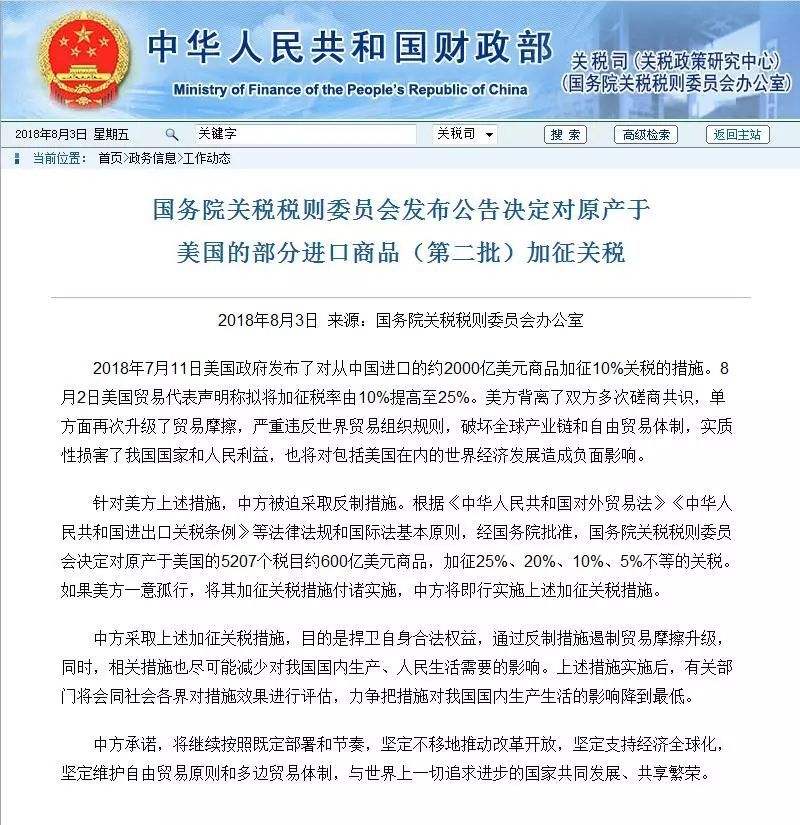 中华人民共和国财政部
Ministry of Finance of the People's Republic of China
关税司(关税政策研究中心)
(国务院关税税则委员会办公室)
2018年8月3日 星期五 关键字 关税司 搜 索 高级检索 返回主站
当前位置： 首页>政务信息>工作动态
国务院关税税则委员会发布公告决定对原产于
美国的部分进口商品（第二批）加征关税
2018年8月3日 来源：国务院关税税则委员会办公室
2018年7月11日美国政府发布了对从中国进口的约2000亿美元商品加征10%关税的措施。8
月2日美国贸易代表声明称拟将加征税率由10%提高至25%。美方背离了双方多次磋商共识，单
方面再次升级了贸易摩擦，严重违反世界贸易组织规则，破坏全球产业链和自由贸易体制，实质
性损害了我国国家和人民利益，也将对包括美国在内的世界经济发展造成负面影响。
针对美方上述措施，中方被迫采取反制措施。根据《中华人民共和国对外贸易法》《中华人
民共和国进出口关税条例》等法律法规和国际法基本原则，经国务院批准，国务院关税税则委员
会决定对原产于美国的5207个税目约600亿美元商品，加征25%、20%、10%、5%不等的关税。
如果美方一意孤行，将其加征关税措施付诸实施，中方将即行实施上述加征关税措施。
中方采取上述加征关税措施，目的是捍卫自身合法权益，通过反制措施遏制贸易摩擦升级，
同时，相关措施也尽可能减少对我国国内生产、人民生活需要的影响。上述措施实施后，有关部
门将会同社会各界对措施效果进行评估，力争把措施对我国国内生产生活的影响降到最低。
中方承诺，将继续按照既定部署和节奏，坚定不移地推动改革开放，坚定支持经济全球化，
坚定维护自由贸易原则和多边贸易体制，与世界上一切追求进步的国家共同发展、共享繁荣。